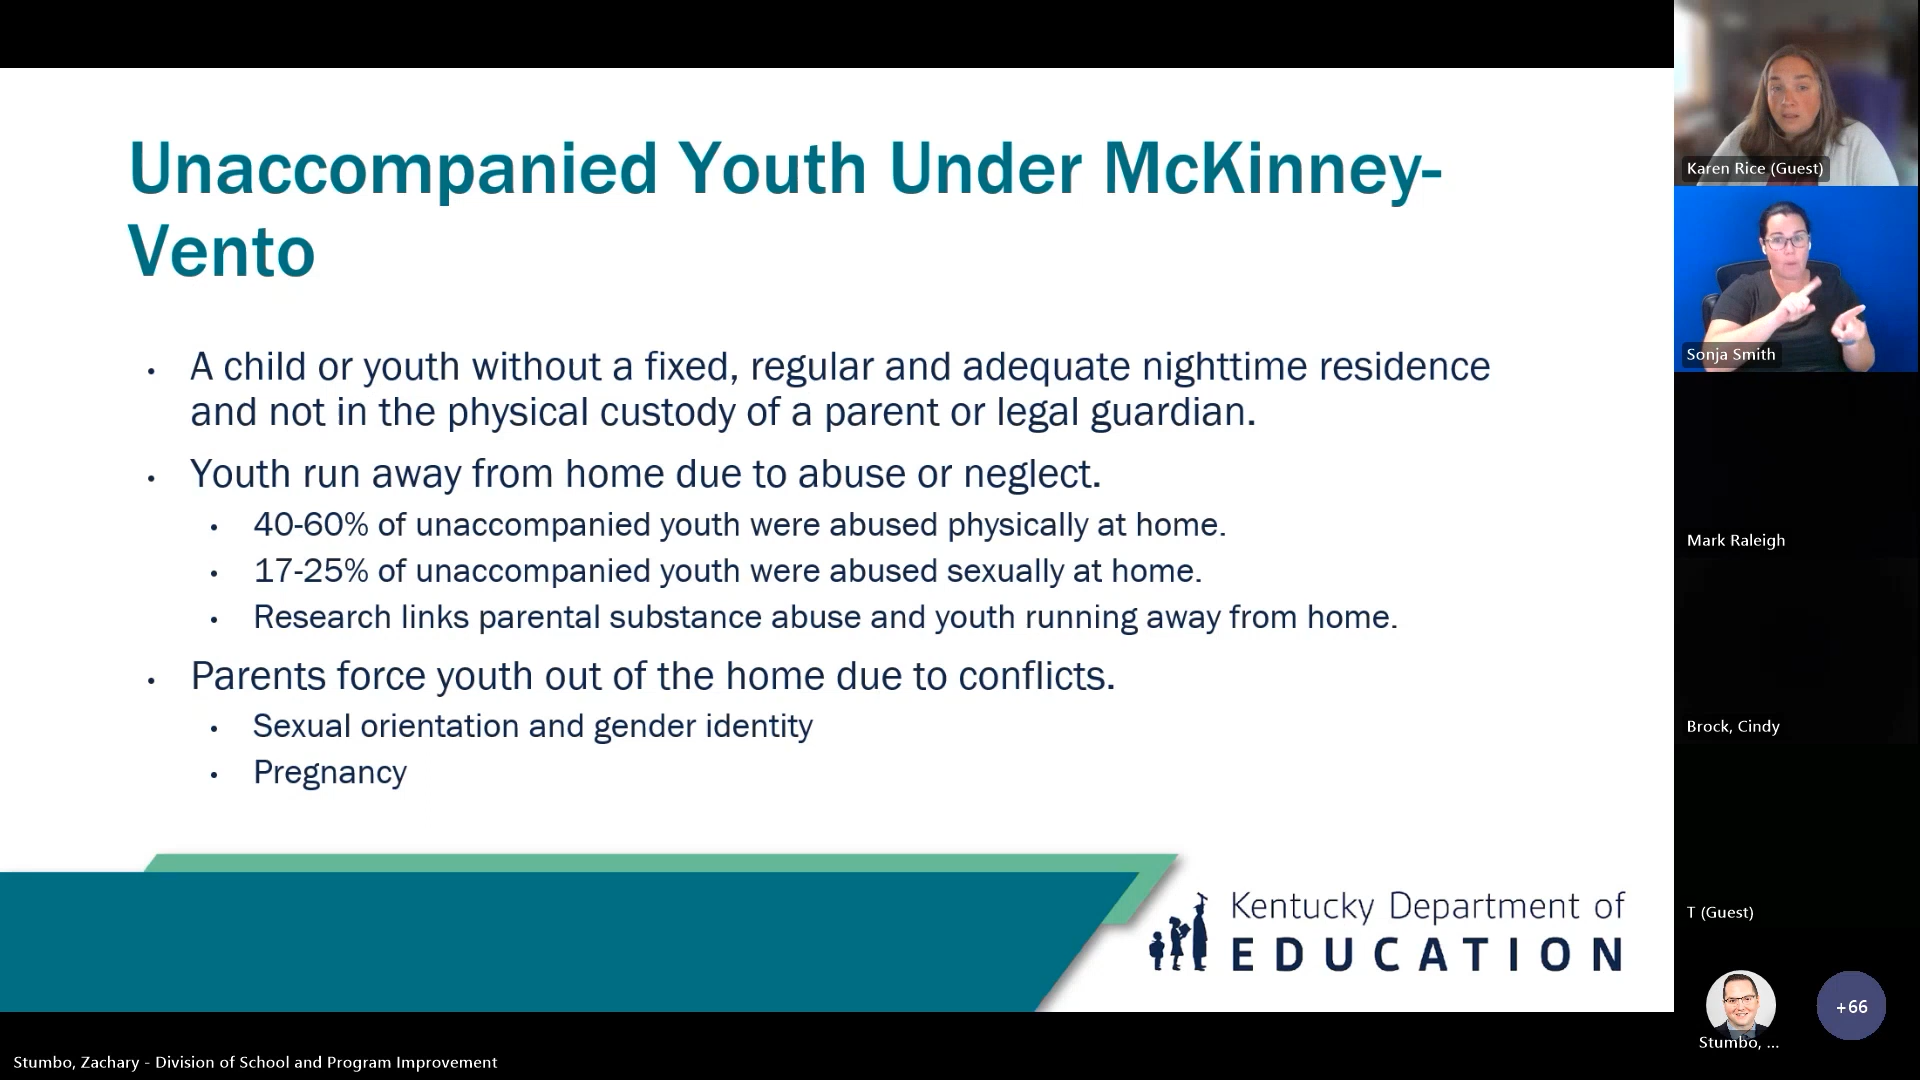 Unaccompanied Youth Under McKinney-
Vento
• A child or youth without a fixed, regular and adequate nighttime residence
and not in the physical custody of a parent or legal guardian.
• Youth run away from home due to abuse or neglect.
• 40-60% of unaccompanied youth were abused physically at home.
• 17-25% of unaccompanied youth were abused sexually at home.
• Research links parental substance abuse and youth running away from home.
• Parents force youth out of the home due to conflicts.
• Sexual orientation and gender identity
• Pregnancy
Kentucky Department of
EDUCATION
Karen Rice (Guest)
Sonja Smith
Mark Raleigh
Brock, Cindy
T (Guest)
Stumbo, ...
+66
Stumbo, Zachary - Division of School and Program Improvement